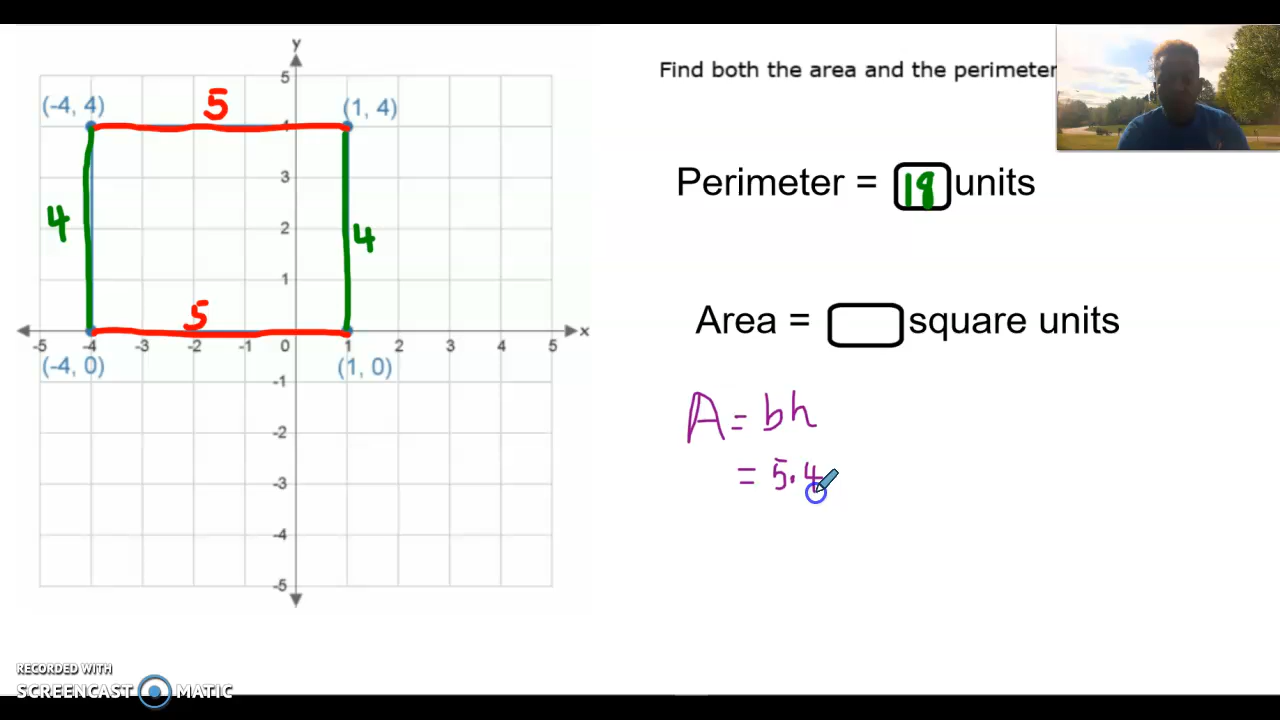 Find both the area and the perimeter
y
5
(-4, 4)
5
(1, 4)
4
3
4
4
2
1
5
-5 -4 -3 -2 -1 0 1 2 3 4 5 x
(-4, 0)
(1, 0)
-1
-2
-3
-4
-5
Perimeter = 18 units
Area = square units
A = bh
= 5.4
RECORDED WITH
SCREENCAST MATIC